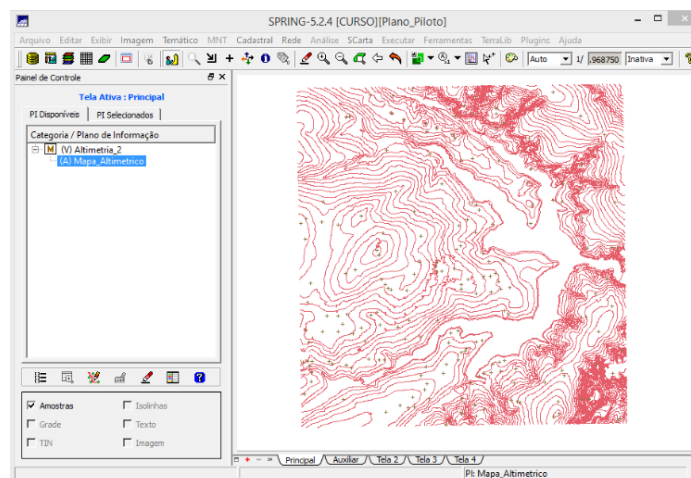 SPRING-5.2.4 [CURSO][Plano_Piloto]
Arquivo Editar Exibir Imagem Temático MNT Cadastral Rede Análise SCarta Executar Ferramentas TerraLib Plugins Ajuda
Auto 1/ .968750 Inativa
Painel de Controle
Tela Ativa : Principal
PI Disponíveis PI Selecionados
Categoria / Plano de Informação
M (V) Altimetria_2
(A) Mapa_Altimetrico
Amostras Isolinhas
Grade Texto
TIN Imagem
Principal Auxiliar Tela 2 Tela 3 Tela 4
PI: Mapa_Altimetrico